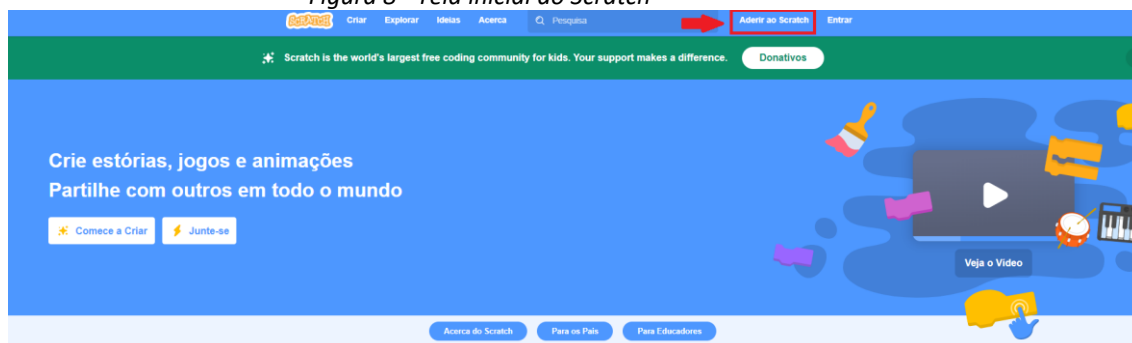 Figura 8 - Tela inicial do Scratch
SCRATCH Criar Explorar Ideias Acerca Pesquisa Aderir ao Scratch Entrar
Scratch is the world's largest free coding community for kids. Your support makes a difference. Donativos
Crie estórias, jogos e animações
Partilhe com outros em todo o mundo
Comece a Criar Junte-se
Veja o Video
Acerca do Scratch Para os Pais Para Educadores